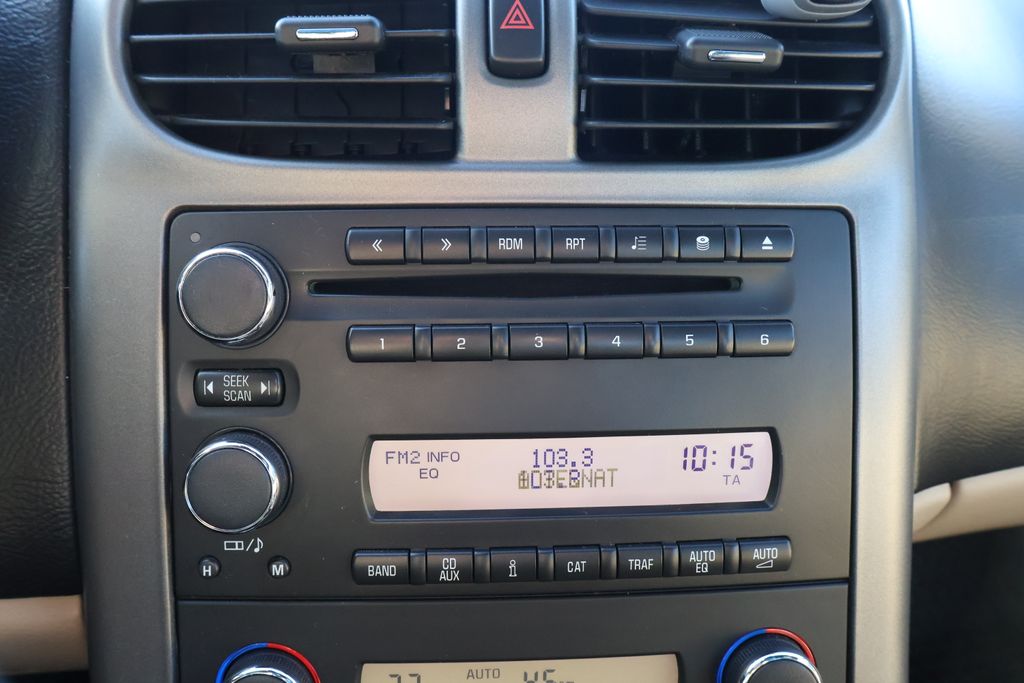 RDM RPT
1 2 3 4 5 6
SEEK
SCAN
FM2 INFO 103.3 10:15
EQ TA
H M
BAND CD AUX i CAT TRAF AUTO EQ AUTO
AUTO